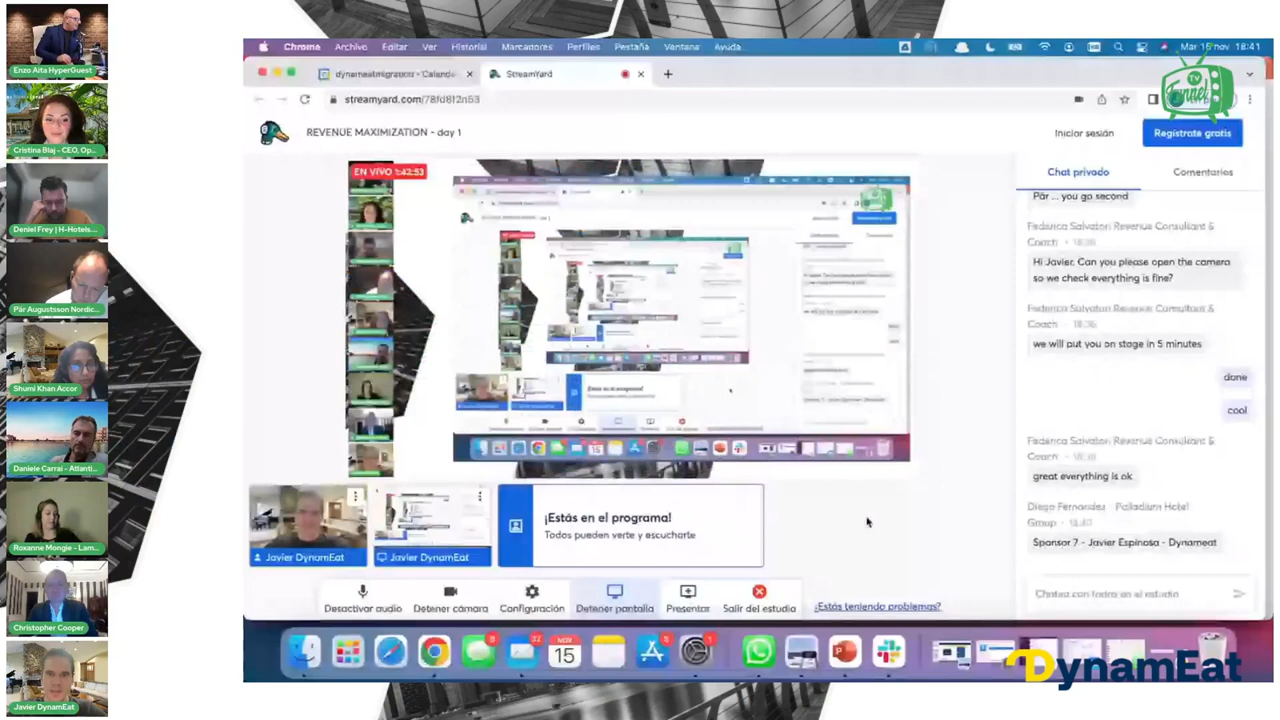 Enzo Aita HyperGuest
Cristina Blaj - CEO, Op...
Deniel Frey | H-Hotels...
Pär Augustsson Nordic...
Shumi Khan Accor
Daniele Carrai - Atlanti...
Roxanne Mongie - Lam...
Christopher Cooper
Javier DynamEat
Chrome Archivo Editar Ver Historial Marcadores Perfiles Pestaña Ventana Ayuda
Mar 15 nov 18:41
StreamYard
streamyard.com/78fd8f2n53
TV
Funnel
REVENUE MAXIMIZATION - day 1
Iniciar sesión
Regístrate gratis
EN VIVO 1:42:53
Chat privado
Comentarios
Pär ... you go second
Federica Salvatori Revenue Consultant &
Coach
Hi Javier. Can you please open the camera
so we check everything is fine?
Federica Salvatori Revenue Consultant &
Coach
we will put you on stage in 5 minutes
done
cool
Federica Salvatori Revenue Consultant &
Coach
great everything is ok
Diego Fernandez Palladium Hotel
Group
Sponsor 7 - Javier Espinosa - Dynameat
Chatea con todos en el estudio
Javier DynamEat
Javier DynamEat
¡Estás en el programa!
Todos pueden verte y escucharte
Desactivar audio
Detener cámara
Configuración
Detener pantalla
Presentar
Salir del estudio
¿Estás teniendo problemas?
NOV
15
DynamEat